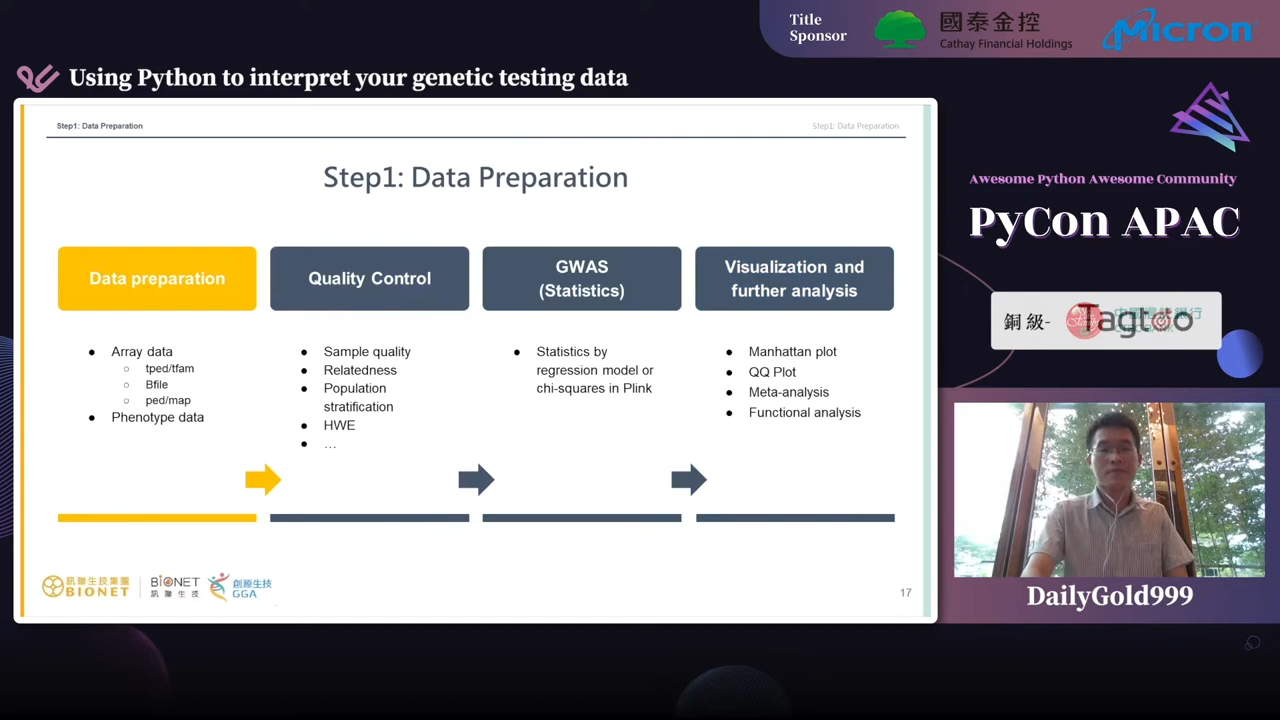 Title
Sponsor
國泰金控
Cathay Financial Holdings
Micron
Using Python to interpret your genetic testing data
Step1: Data Preparation
Step1: Data Preparation
Step1: Data Preparation
Data preparation
Quality Control
GWAS
(Statistics)
Visualization and
further analysis
● Array data
○ tped/tfam
○ Bfile
○ ped/map
● Phenotype data
● Sample quality
● Relatedness
● Population
stratification
● HWE
● …
● Statistics by
regression model or
chi-squares in Plink
● Manhattan plot
● QQ Plot
● Meta-analysis
● Functional analysis
訊聯生技集團
BIONET
BIONET
訊聯生技
創源生技
GGA
17
Awesome Python Awesome Community
PyCon APAC
銅級-
Tagtoo
DailyGold999